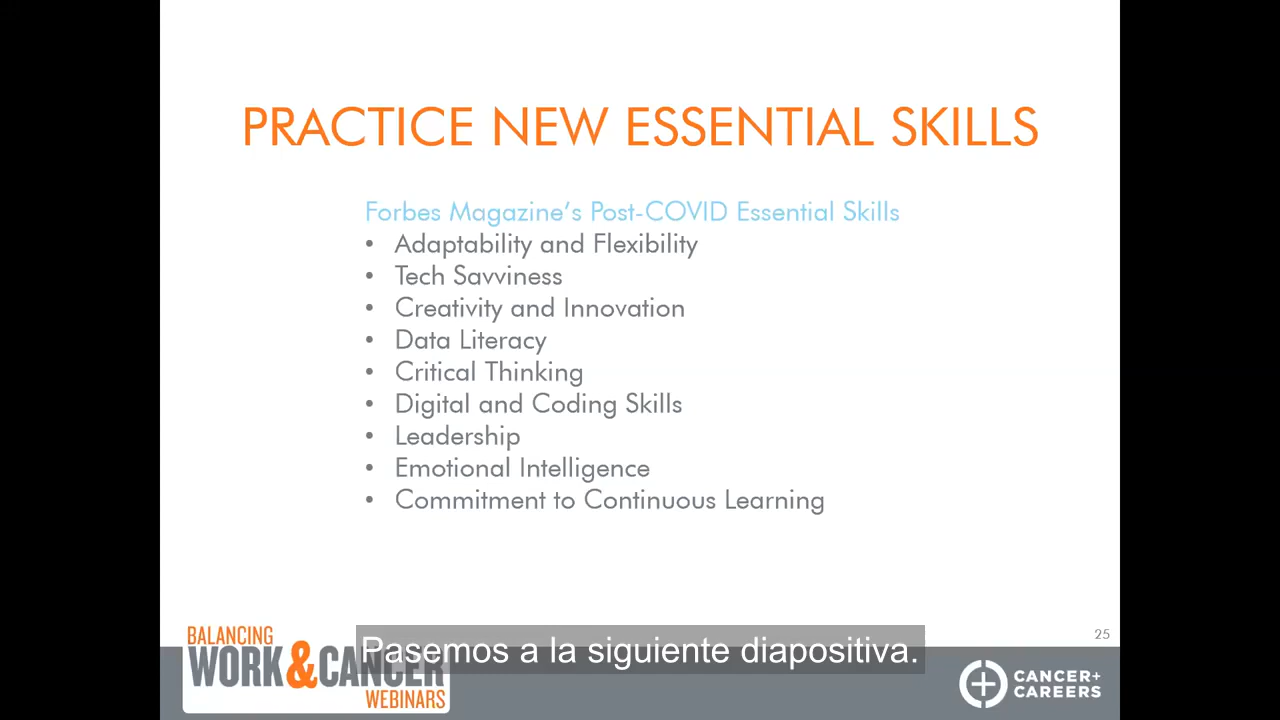 PRACTICE NEW ESSENTIAL SKILLS
Forbes Magazine's Post-COVID Essential Skills
• Adaptability and Flexibility
• Tech Savviness
• Creativity and Innovation
• Data Literacy
• Critical Thinking
• Digital and Coding Skills
• Leadership
• Emotional Intelligence
• Commitment to Continuous Learning
25
BALANCING
WORK & CANCER
WEBINARS
Pasemos a la siguiente diapositiva.
CANCER+
CAREERS